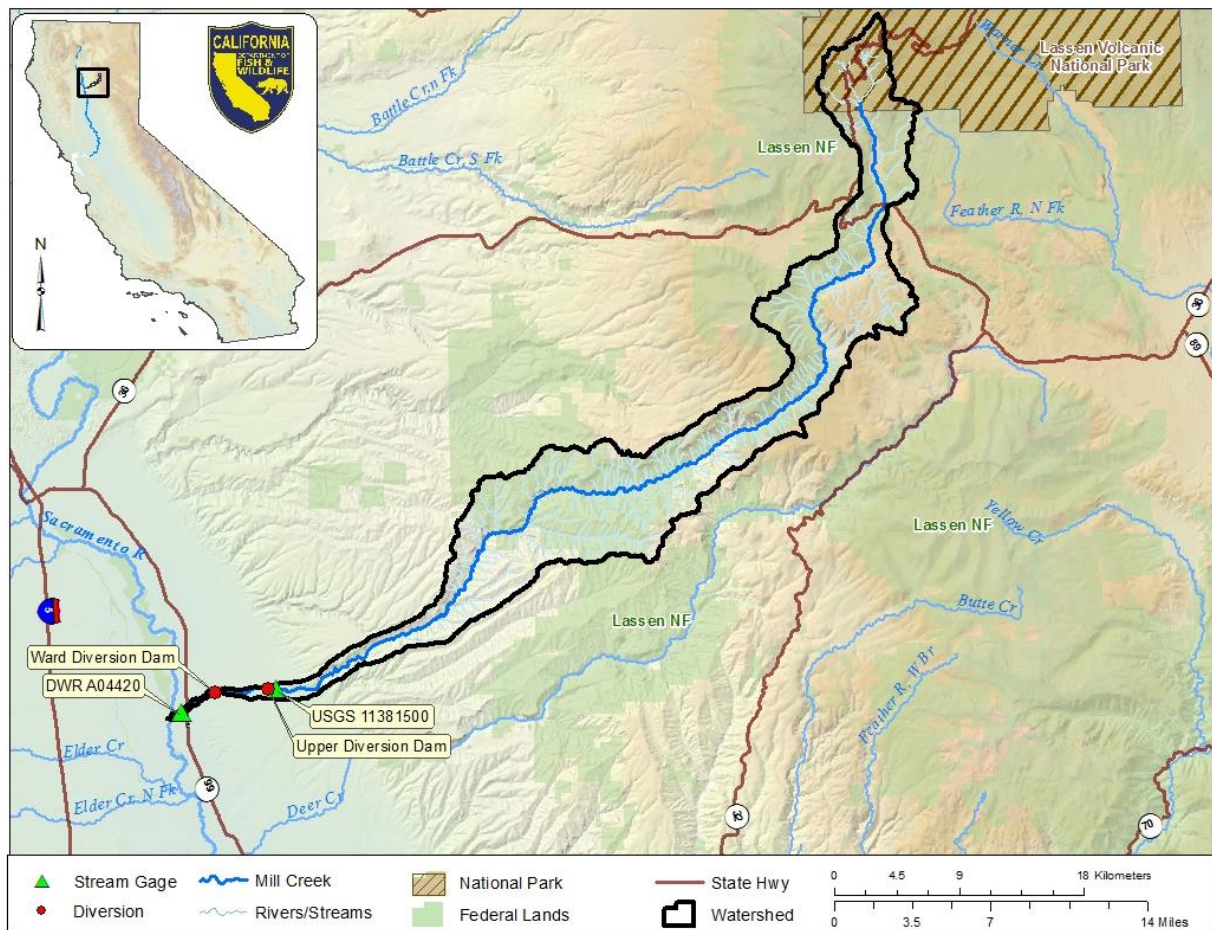 CALIFORNIA
DEPARTMENT OF
FISH &
WILDLIFE
N
Battle Cr, n Fk
Battle Cr, S Fk
Warner Cr
Lassen Volcanic
National Park
Lassen NF
Feather R, N Fk
36
36
89
Sacramento R
5
Lassen NF
Yellow Cr
Butte Cr
Lassen NF
Feather R, W Br
Ward Diversion Dam
DWR A04420
USGS 11381500
Upper Diversion Dam
Elder Cr
Elder Cr, N Fk
99
Deer Cr
32
70
Stream Gage
Diversion
Mill Creek
Rivers/Streams
National Park
Federal Lands
State Hwy
Watershed
0 4.5 9 18 Kilometers
0 3.5 7 14 Miles